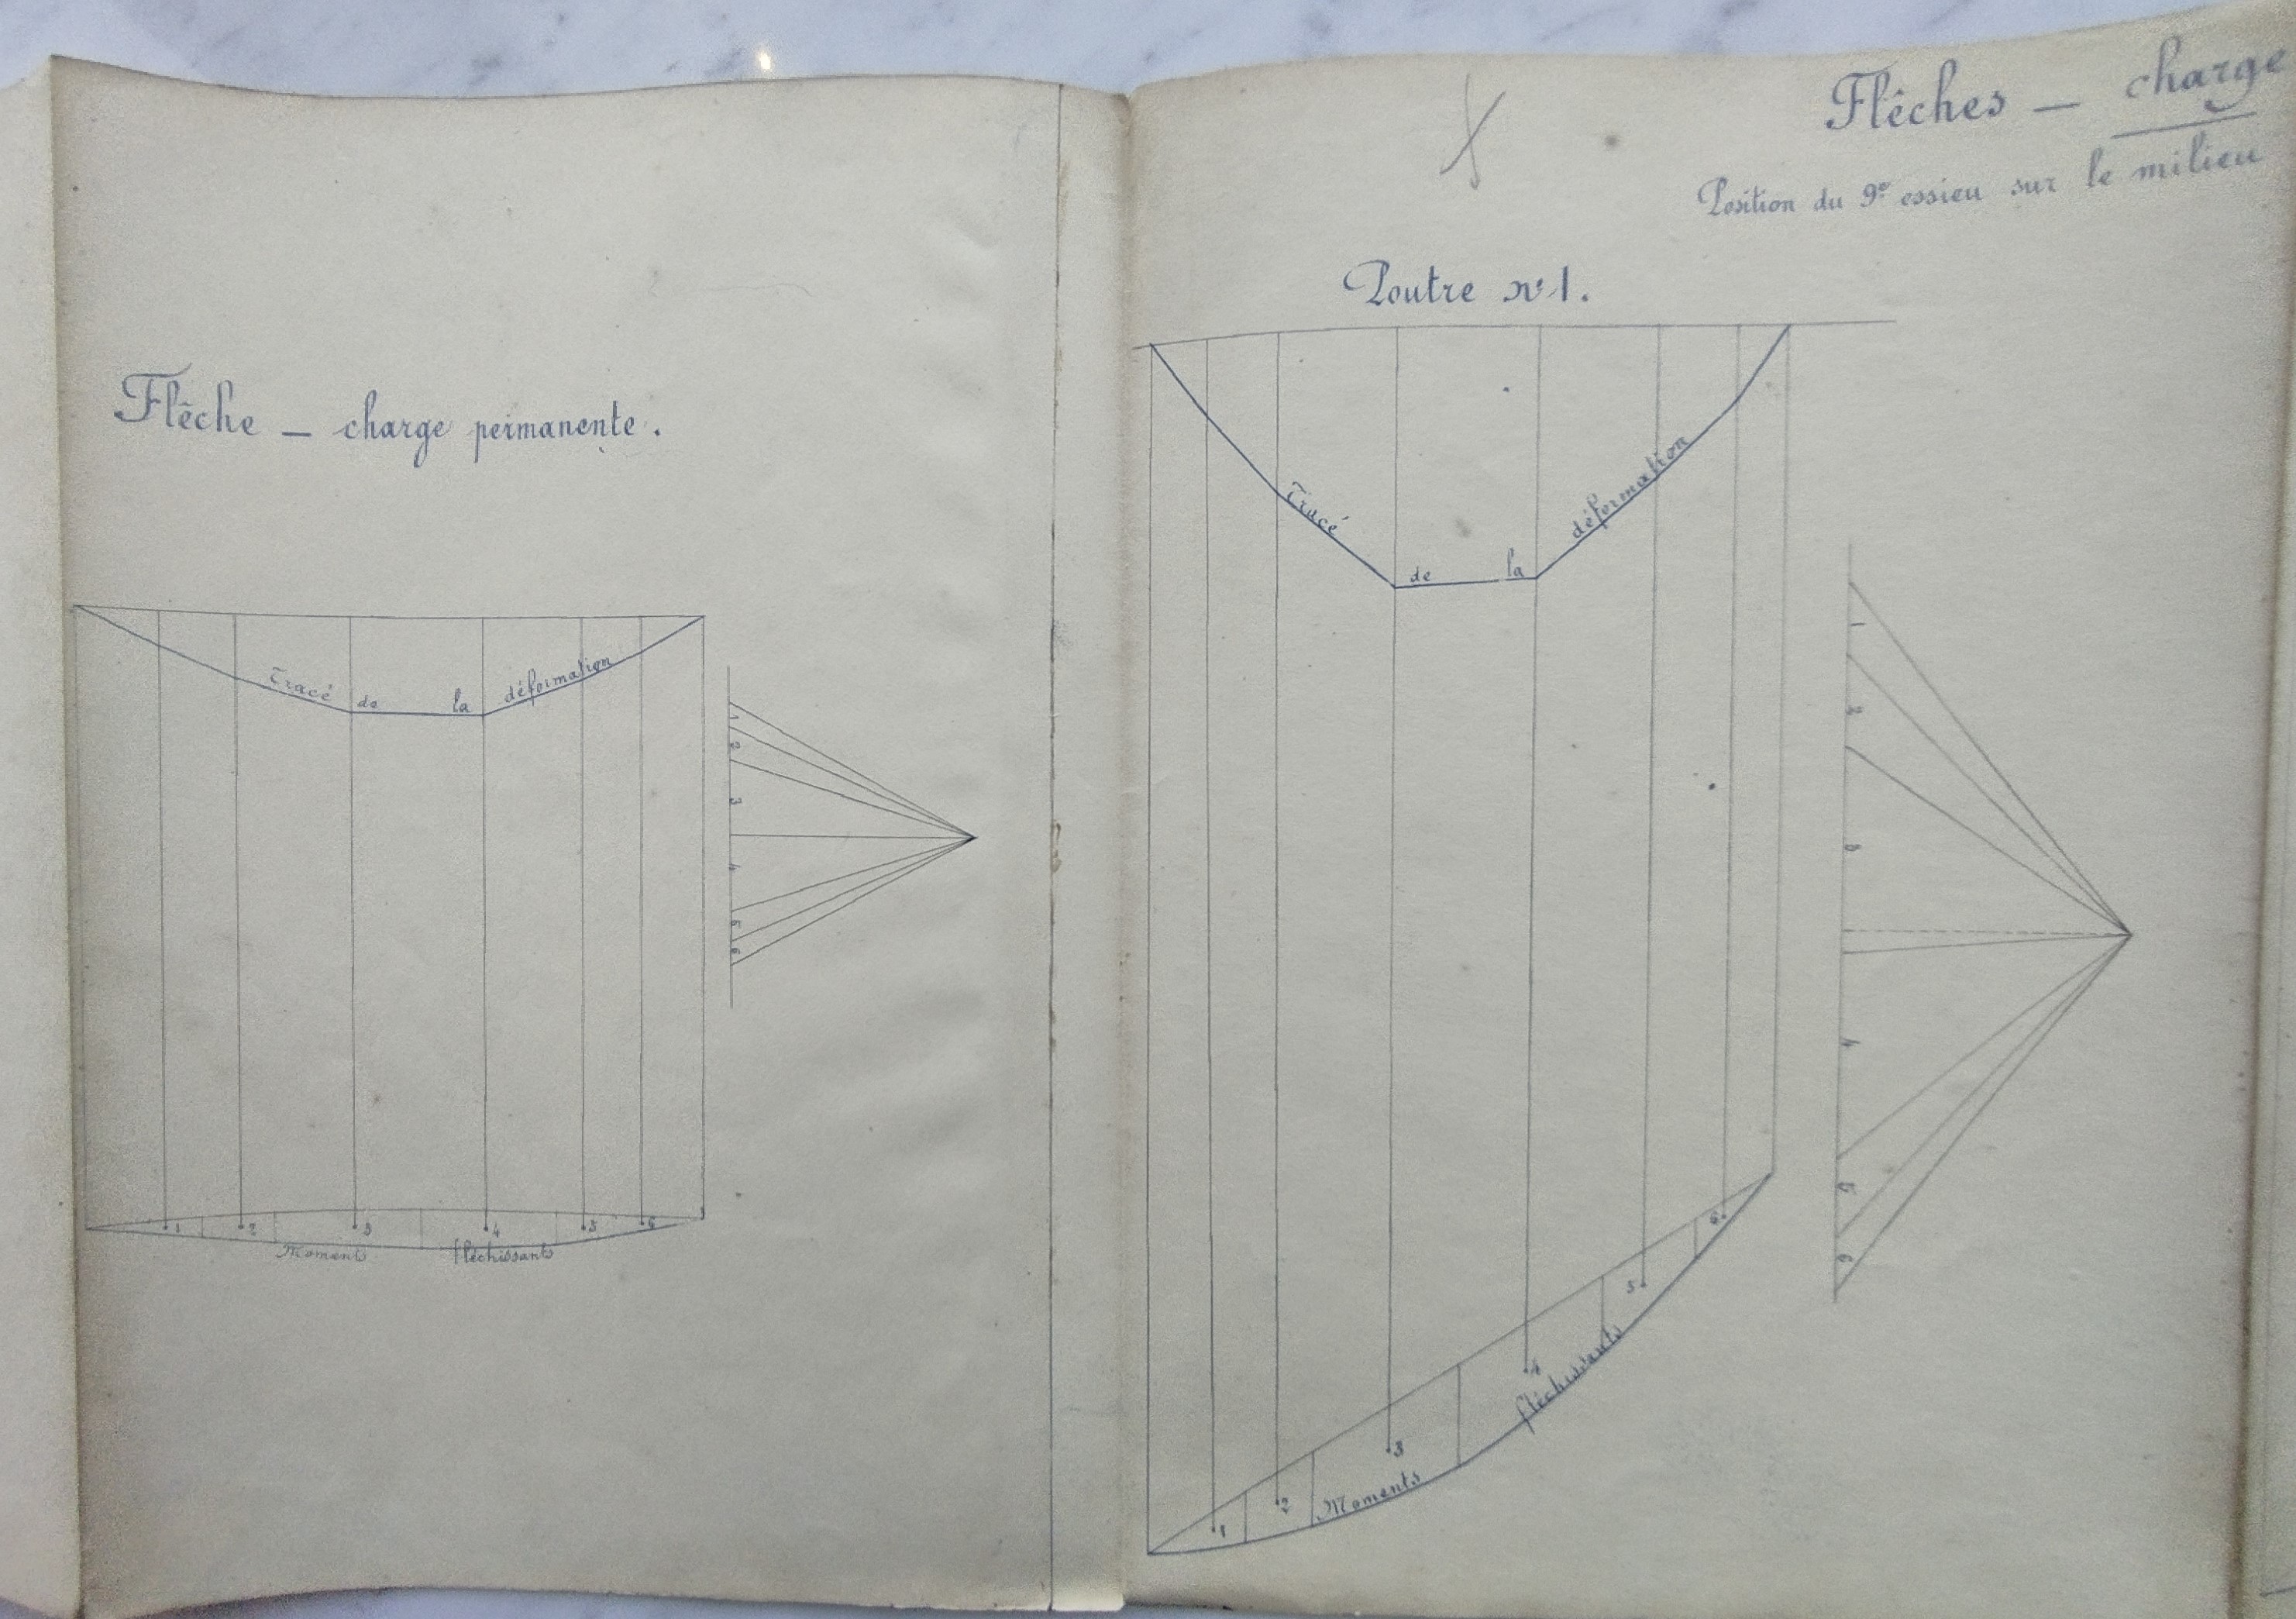 Flêche — charge permanente.
Tracé de la déformation
1
2
3
4
5
6
1 2 3 4 5 6
Moments fléchissants
Flêches — charge
Position du 9e essieu sur le milieu
Poutre n° 1.
Tracé de la déformation
1
2
3
4
5
6
1 2 3 4 5 6
Moments fléchissants